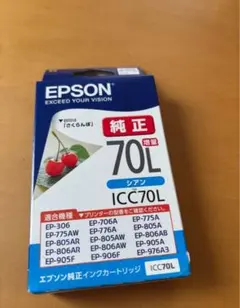 EPSON
EXCEED YOUR VISION
目印は
「さくらんぼ」
純正
70L
増量
シアン
ICC70L
適合機種
▼プリンターの型番をご確認ください。
EP-306 EP-706A EP-775A
EP-775AW EP-776A EP-805A
EP-805AR EP-805AW EP-806AB
EP-806AR EP-806AW EP-905A
EP-905F EP-906F EP-976A3
エプソン純正インクカートリッジ ICC70L